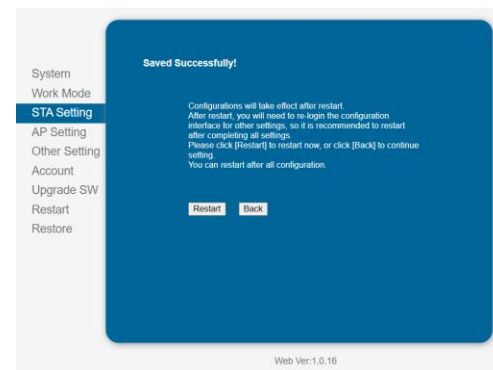 System
Work Mode
STA Setting
AP Setting
Other Setting
Account
Upgrade SW
Restart
Restore
Saved Successfully!
Configurations will take effect after restart.
After restart, you will need to re-login the configuration
interface for other settings, so it is recommended to restart
after completing all settings.
Please click [Restart] to restart now, or click [Back] to continue
setting.
You can restart after all configuration.
Restart Back
Web Ver:1.0.16